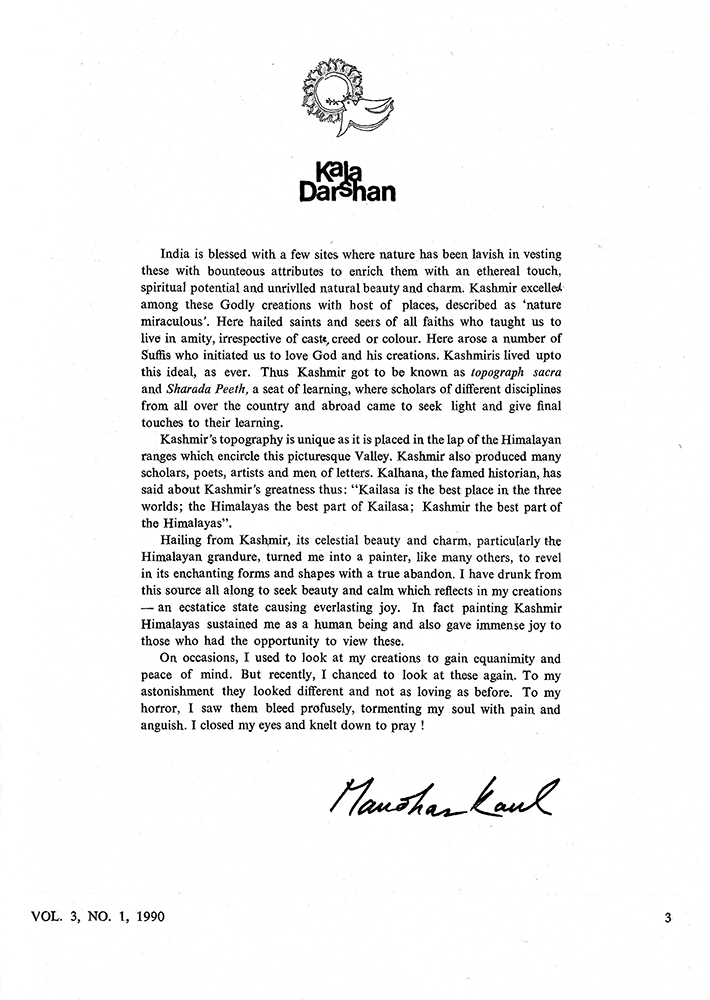 Kala
Darshan
India is blessed with a few sites where nature has been lavish in vesting
these with bounteous attributes to enrich them with an ethereal touch,
spiritual potential and unrivlled natural beauty and charm. Kashmir excelled
among these Godly creations with host of places, described as ‘nature
miraculous’. Here hailed saints and seers of all faiths who taught us to
live in amity, irrespective of caste, creed or colour. Here arose a number of
Suffis who initiated us to love God and his creations. Kashmiris lived upto
this ideal, as ever. Thus Kashmir got to be known as topograph sacra
and Sharada Peeth, a seat of learning, where scholars of different disciplines
from all over the country and abroad came to seek light and give final
touches to their learning.
Kashmir’s topography is unique as it is placed in the lap of the Himalayan
ranges which encircle this picturesque Valley. Kashmir also produced many
scholars, poets, artists and men of letters. Kalhana, the famed historian, has
said about Kashmir’s greatness thus: “Kailasa is the best place in the three
worlds; the Himalayas the best part of Kailasa; Kashmir the best part of
the Himalayas”.
Hailing from Kashmir, its celestial beauty and charm, particularly the
Himalayan grandure, turned me into a painter, like many others, to revel
in its enchanting forms and shapes with a true abandon. I have drunk from
this source all along to seek beauty and calm which reflects in my creations
— an ecstatice state causing everlasting joy. In fact painting Kashmir
Himalayas sustained me as a human being and also gave immense joy to
those who had the opportunity to view these.
On occasions, I used to look at my creations to gain equanimity and
peace of mind. But recently, I chanced to look at these again. To my
astonishment they looked different and not as loving as before. To my
horror, I saw them bleed profusely, tormenting my soul with pain and
anguish. I closed my eyes and knelt down to pray !
Manohar Kaul
VOL. 3, NO. 1, 1990
3